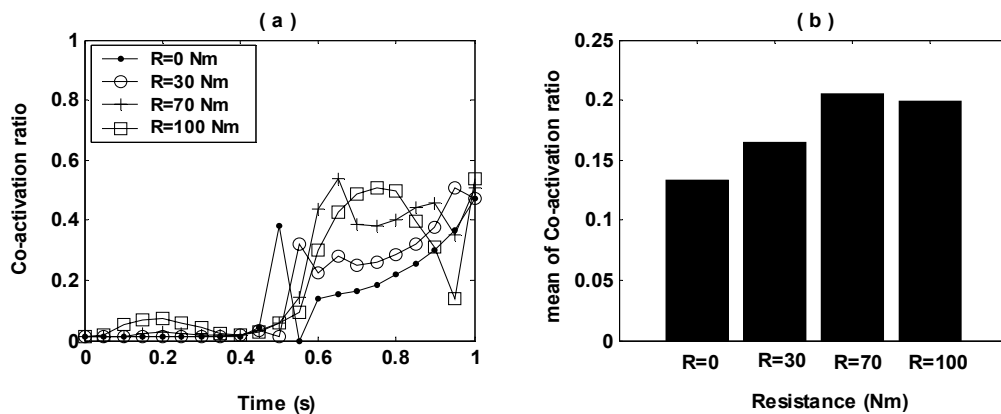 ( a )
1
0.8
0.6
0.4
0.2
0
Co-activation ratio
R=0 Nm
R=30 Nm
R=70 Nm
R=100 Nm
0 0.2 0.4 0.6 0.8 1
Time (s)
( b )
0.25
0.2
0.15
0.1
0.05
0
mean of Co-activation ratio
R=0 R=30 R=70 R=100
Resistance (Nm)